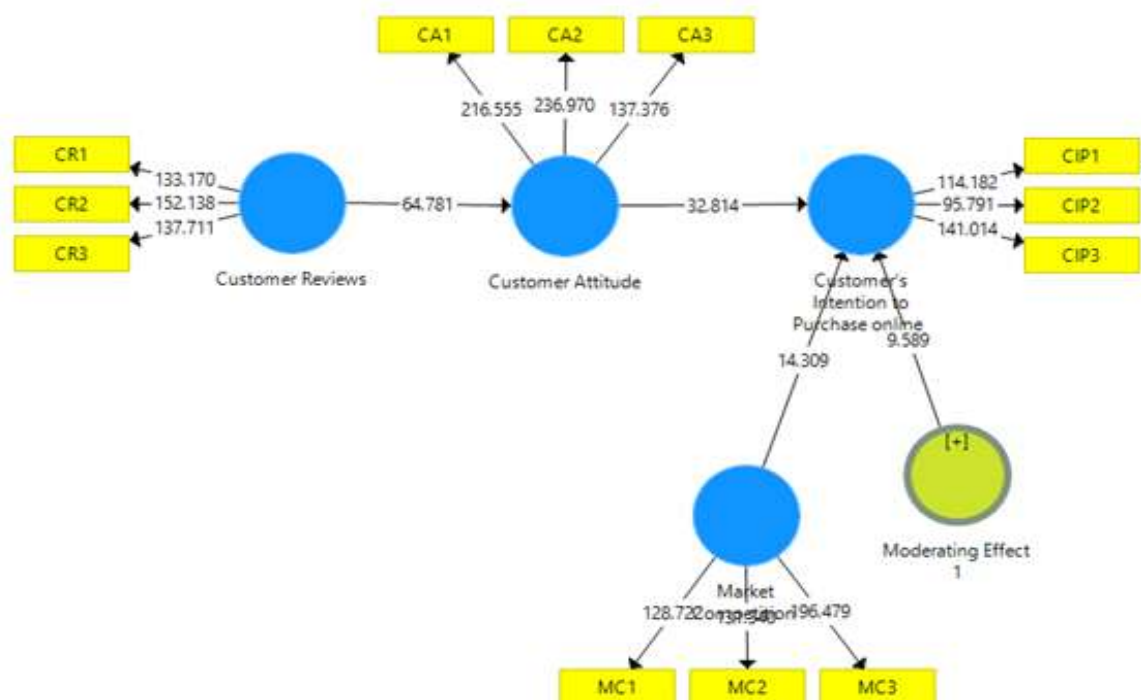 CA1
CA2
CA3
216.555
236.970
137.376
CR1
CR2
CR3
133.170
152.138
137.711
64.781
32.814
CIP1
CIP2
CIP3
114.182
95.791
141.014
Customer Reviews
Customer Attitude
Customer's
Intention to
Purchase online
14.309
9.589
[+]
Moderating Effect
1
Market
Competition
128.722
196.479
MC1
MC2
MC3